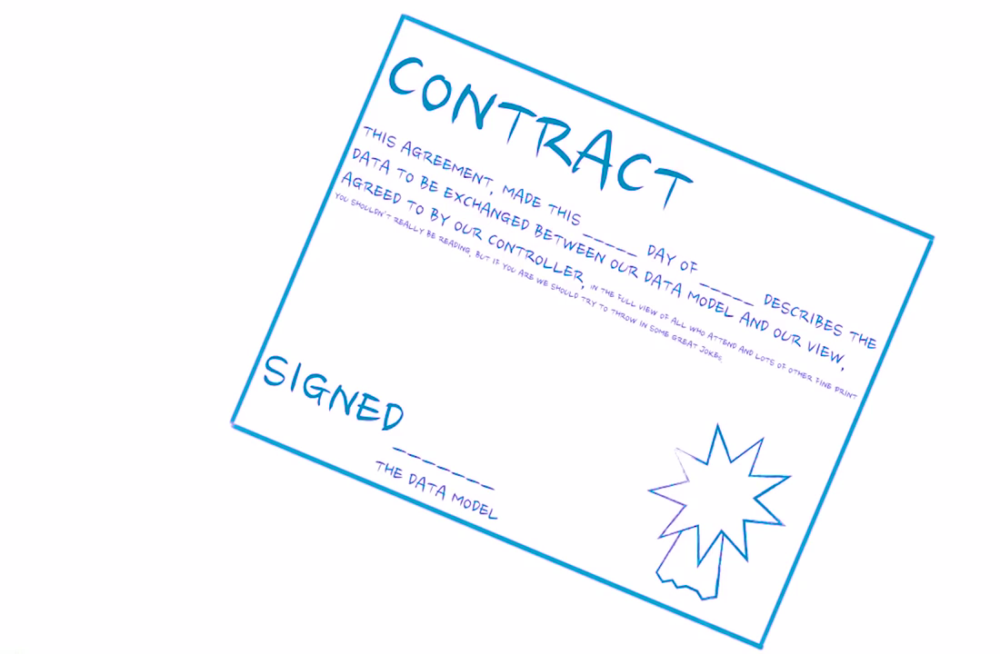 CONTRACT
THIS AGREEMENT, MADE THIS _____ DAY OF _____ DESCRIBES THE
DATA TO BE EXCHANGED BETWEEN OUR DATA MODEL AND OUR VIEW,
AGREED TO BY OUR CONTROLLER, IN THE FULL VIEW OF ALL WHO ATTEND AND LOTS OF OTHER FINE PRINT
YOU SHOULDN'T REALLY BE READING, BUT IF YOU ARE WE SHOULD TRY TO THROW IN SOME GREAT JOKES.
SIGNED _______
THE DATA MODEL